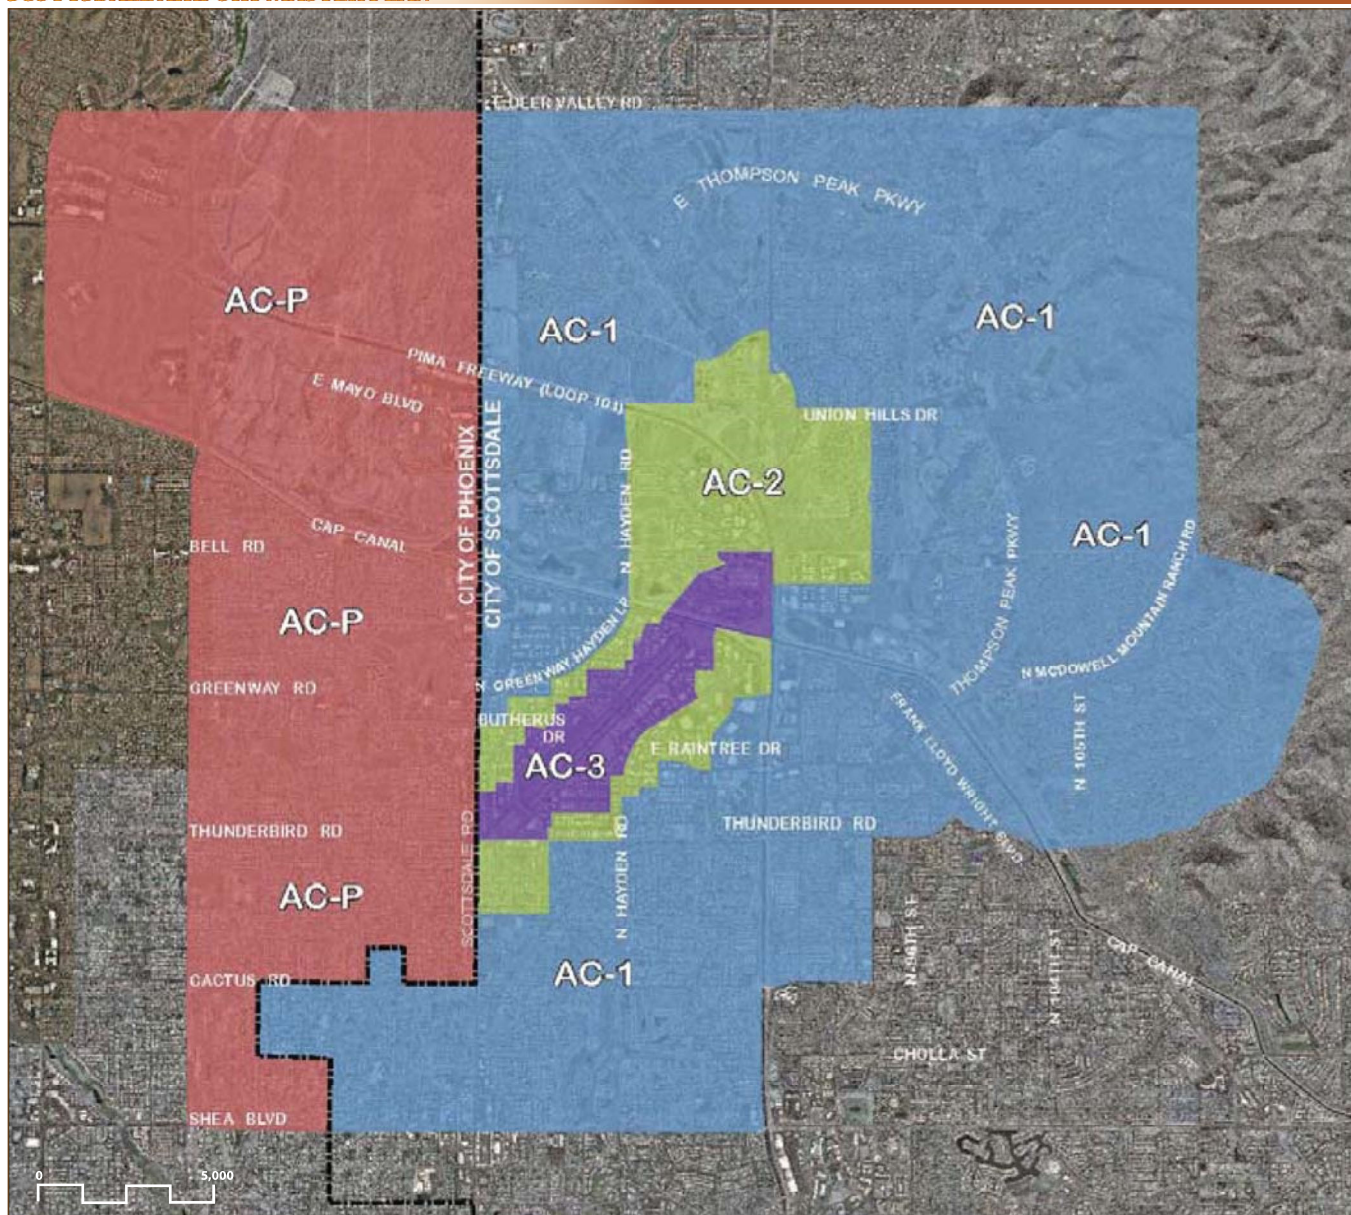 E DEER VALLEY RD
E THOMPSON PEAK PKWY
AC-P
AC-1
AC-1
PIMA FREEWAY (LOOP 101)
E MAYO BLVD
UNION HILLS DR
CITY OF PHOENIX
CITY OF SCOTTSDALE
N HAYDEN RD
AC-2
CAP CANAL
BELL RD
AC-1
THOMPSON PEAK PKWY
N MCDOWELL MOUNTAIN RANCH RD
AC-P
N GREENWAY HAYDEN LP
GREENWAY RD
BUTHERUS
DR
E RAINTREE DR
AC-3
FRANK LLOYD WRIGHT BLVD
N 105TH ST
THUNDERBIRD RD
THUNDERBIRD RD
SCOTTSDALE RD
N HAYDEN RD
AC-P
AC-1
CACTUS RD
N 96TH ST
N 104TH ST
CAP CANAL
CHOLLA ST
SHEA BLVD
0 5,000